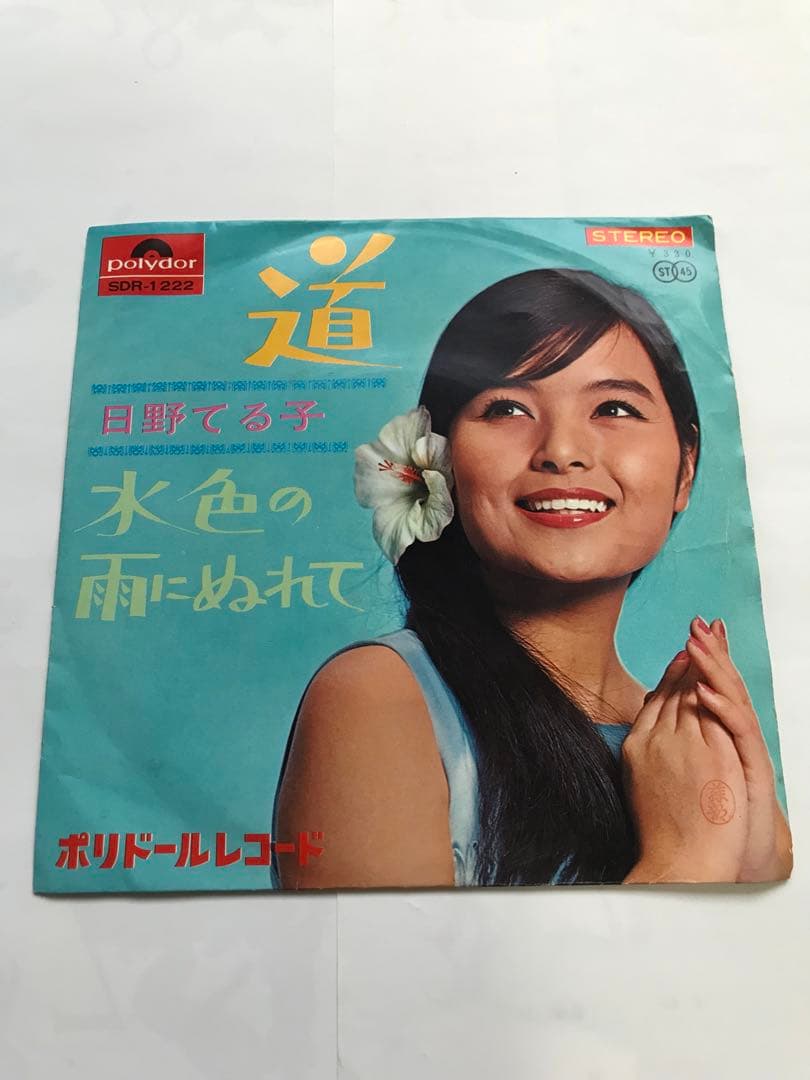 polydor
SDR-1222
STEREO
¥330
ST 45
道
日野てる子
水色の
雨にぬれて
ポリドールレコード